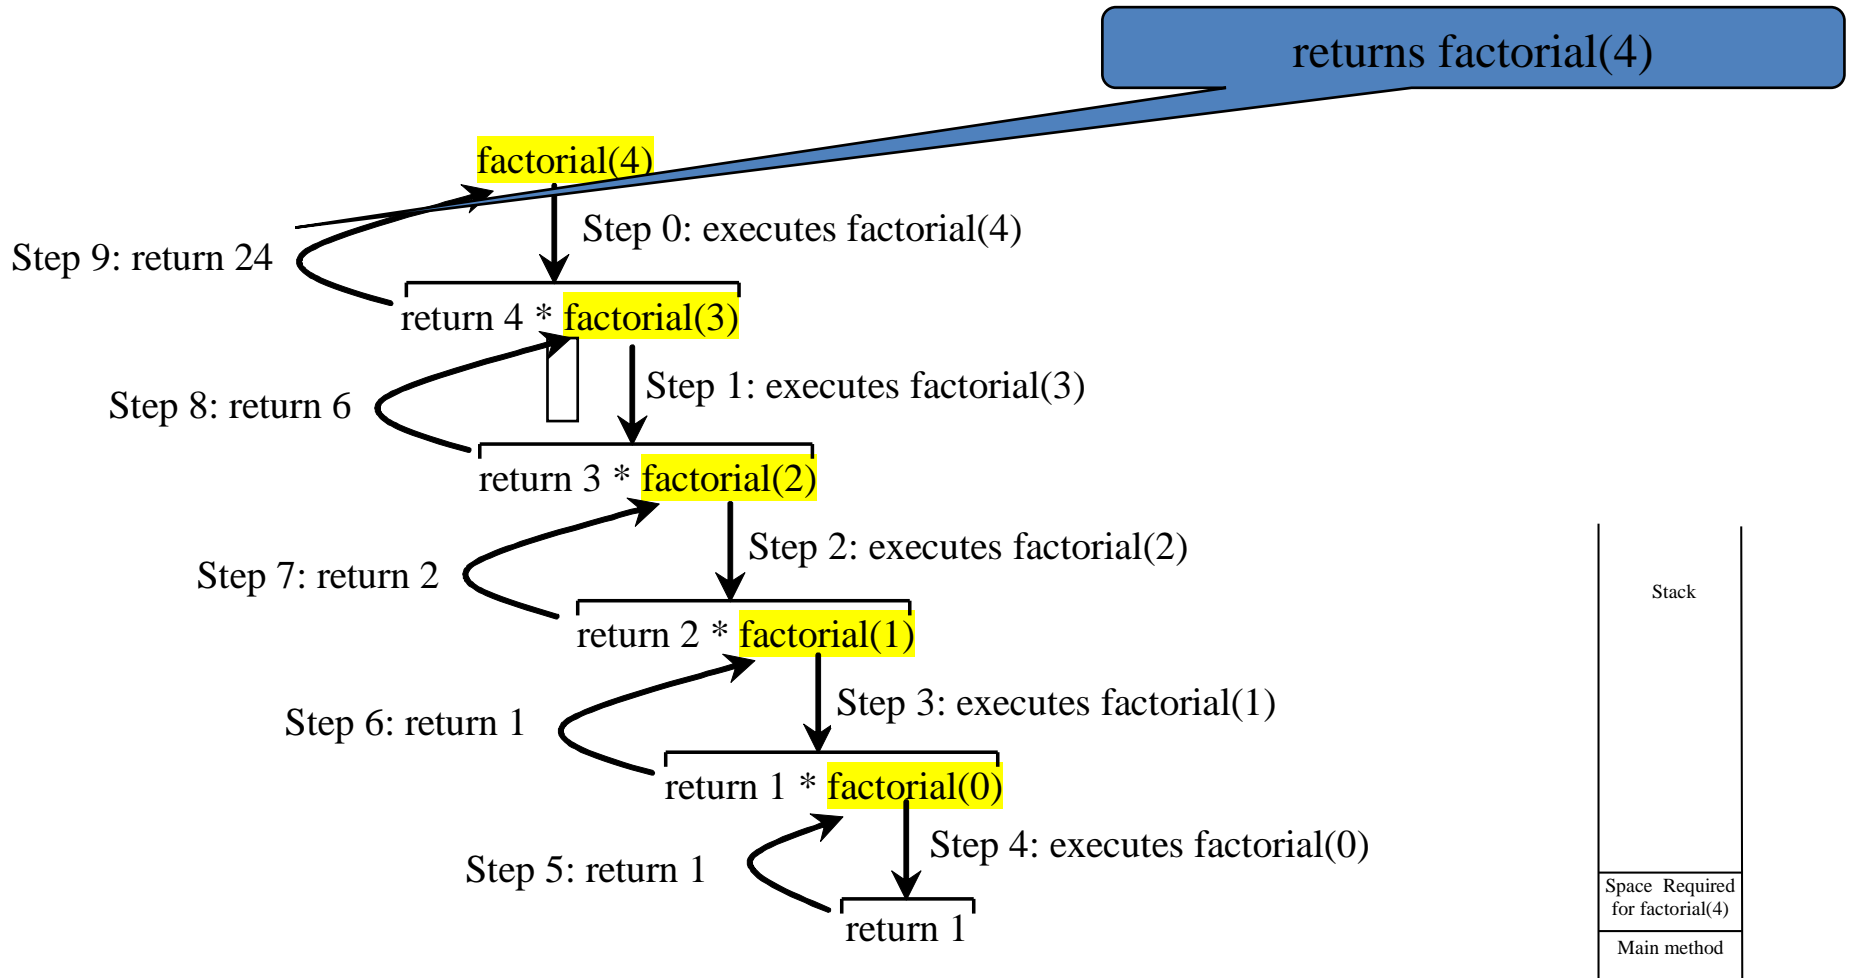 returns factorial(4)
factorial(4)
Step 0: executes factorial(4)
Step 9: return 24
return 4 * factorial(3)
Step 1: executes factorial(3)
Step 8: return 6
return 3 * factorial(2)
Step 2: executes factorial(2)
Step 7: return 2
return 2 * factorial(1)
Step 3: executes factorial(1)
Step 6: return 1
return 1 * factorial(0)
Step 4: executes factorial(0)
Step 5: return 1
return 1
Stack
Space Required
for factorial(4)
Main method